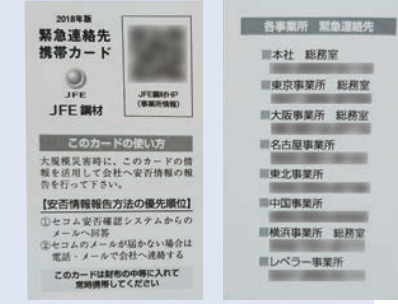 2018年版
緊急連絡先
携帯カード
JFE
JFE 鋼材
JFE鋼材HP
(事業所情報)
このカードの使い方
大規模災害時に、このカードの情
報を活用して会社へ安否情報の報
告を行って下さい。
【安否情報報告方法の優先順位】
①セコム安否確認システムからの
メールへ回答
②セコムのメールが届かない場合は
電話・メールで会社へ連絡する
このカードは財布の中等に入れて
常時携帯してください
各事業所 緊急連絡先
■本社 総務室
■東京事業所 総務室
■大阪事業所 総務室
■名古屋事業所
■東北事業所
■中国事業所
■横浜事業所 総務室
■レベラー事業所